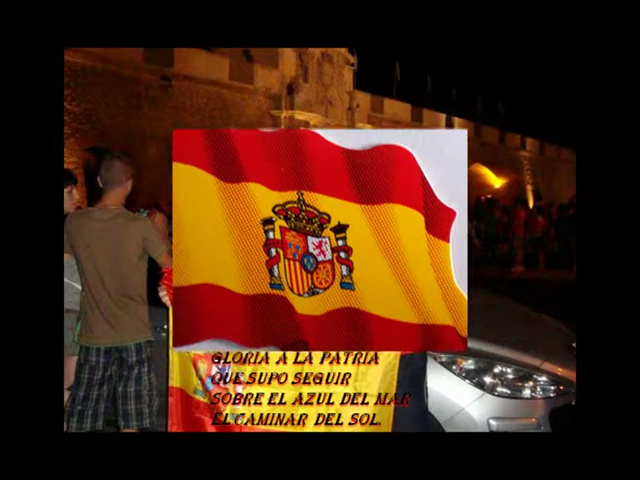 GLORIA A LA PATRIA
QUE SUPO SEGUIR
SOBRE EL AZUL DEL MAR
EL CAMINAR DEL SOL.